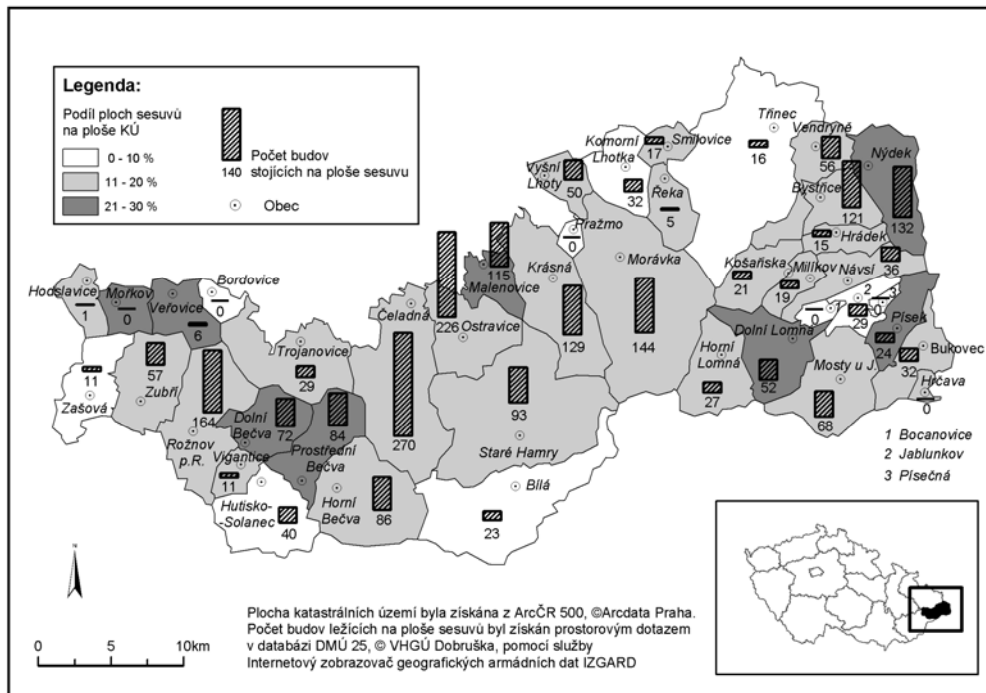 Legenda:
Podíl ploch sesuvů
na ploše KÚ
0 - 10 %
11 - 20 %
21 - 30 %
140
Počet budov
stojících na ploše sesuvu
Obec
Třinec
16
Vendryně
56
Nýdek
132
Bystřice
121
Hrádek
15
Komorní
Lhotka
32
Smilovice
17
Řeka
5
Vyšní
Lhoty
50
Pražmo
0
Morávka
144
Krásná
129
Malenovice
115
Ostravice
226
Čeladná
270
Staré Hamry
93
Bílá
23
Košařiska
21
Milíkov
19
Návsí
36
1
0
2
29
3
0
Písek
24
Bukovec
32
Hrčava
0
Dolní Lomná
52
Horní
Lomná
27
Mosty u J.
68
Hodslavice
1
Mořkov
0
Veřovice
6
Bordovice
0
Trojanovice
29
Zašová
11
Zubří
57
Rožnov
p.R.
164
Dolní
Bečva
72
Prostřední
Bečva
84
Vigantice
11
Hutisko-
-Solanec
40
Horní
Bečva
86
1 Bocanovice
2 Jablunkov
3 Písečná
0 5 10km
Plocha katastrálních území byla získána z ArcČR 500, ©Arcdata Praha.
Počet budov ležících na ploše sesuvů byl získán prostorovým dotazem
v databázi DMÚ 25, © VHGÚ Dobruška, pomocí služby
Internetový zobrazovač geografických armádních dat IZGARD